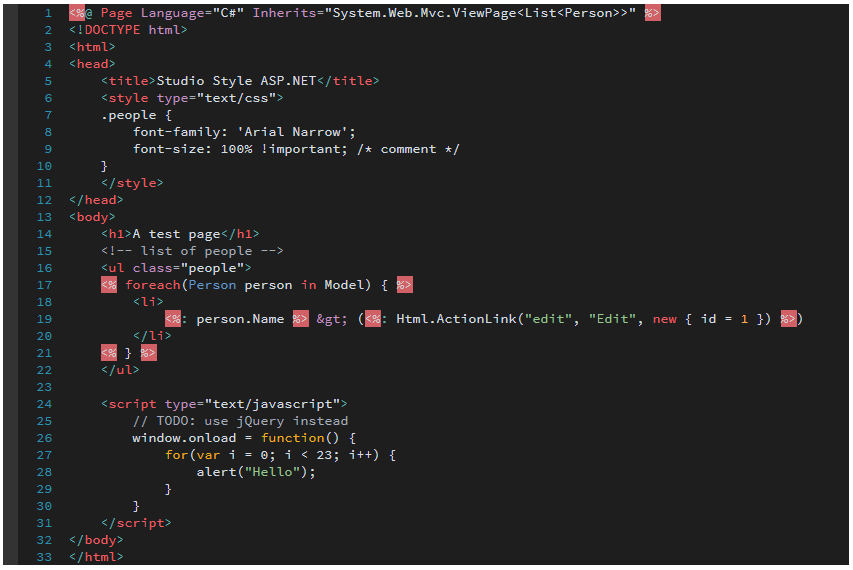 1 <%@ Page Language="C#" Inherits="System.Web.Mvc.ViewPage<List<Person>>" %>
2 <!DOCTYPE html>
3 <html>
4 <head>
5     <title>Studio Style ASP.NET</title>
6     <style type="text/css">
7     .people {
8         font-family: 'Arial Narrow';
9         font-size: 100% !important; /* comment */
10     }
11     </style>
12 </head>
13 <body>
14     <h1>A test page</h1>
15     <!-- list of people -->
16     <ul class="people">
17     <% foreach(Person person in Model) { %>
18         <li>
19             <%: person.Name %> &gt; (<%: Html.ActionLink("edit", "Edit", new { id = 1 }) %>)
20         </li>
21     <% } %>
22     </ul>
23
24     <script type="text/javascript">
25         // TODO: use jQuery instead
26         window.onload = function() {
27             for(var i = 0; i < 23; i++) {
28                 alert("Hello");
29             }
30         }
31     </script>
32 </body>
33 </html>